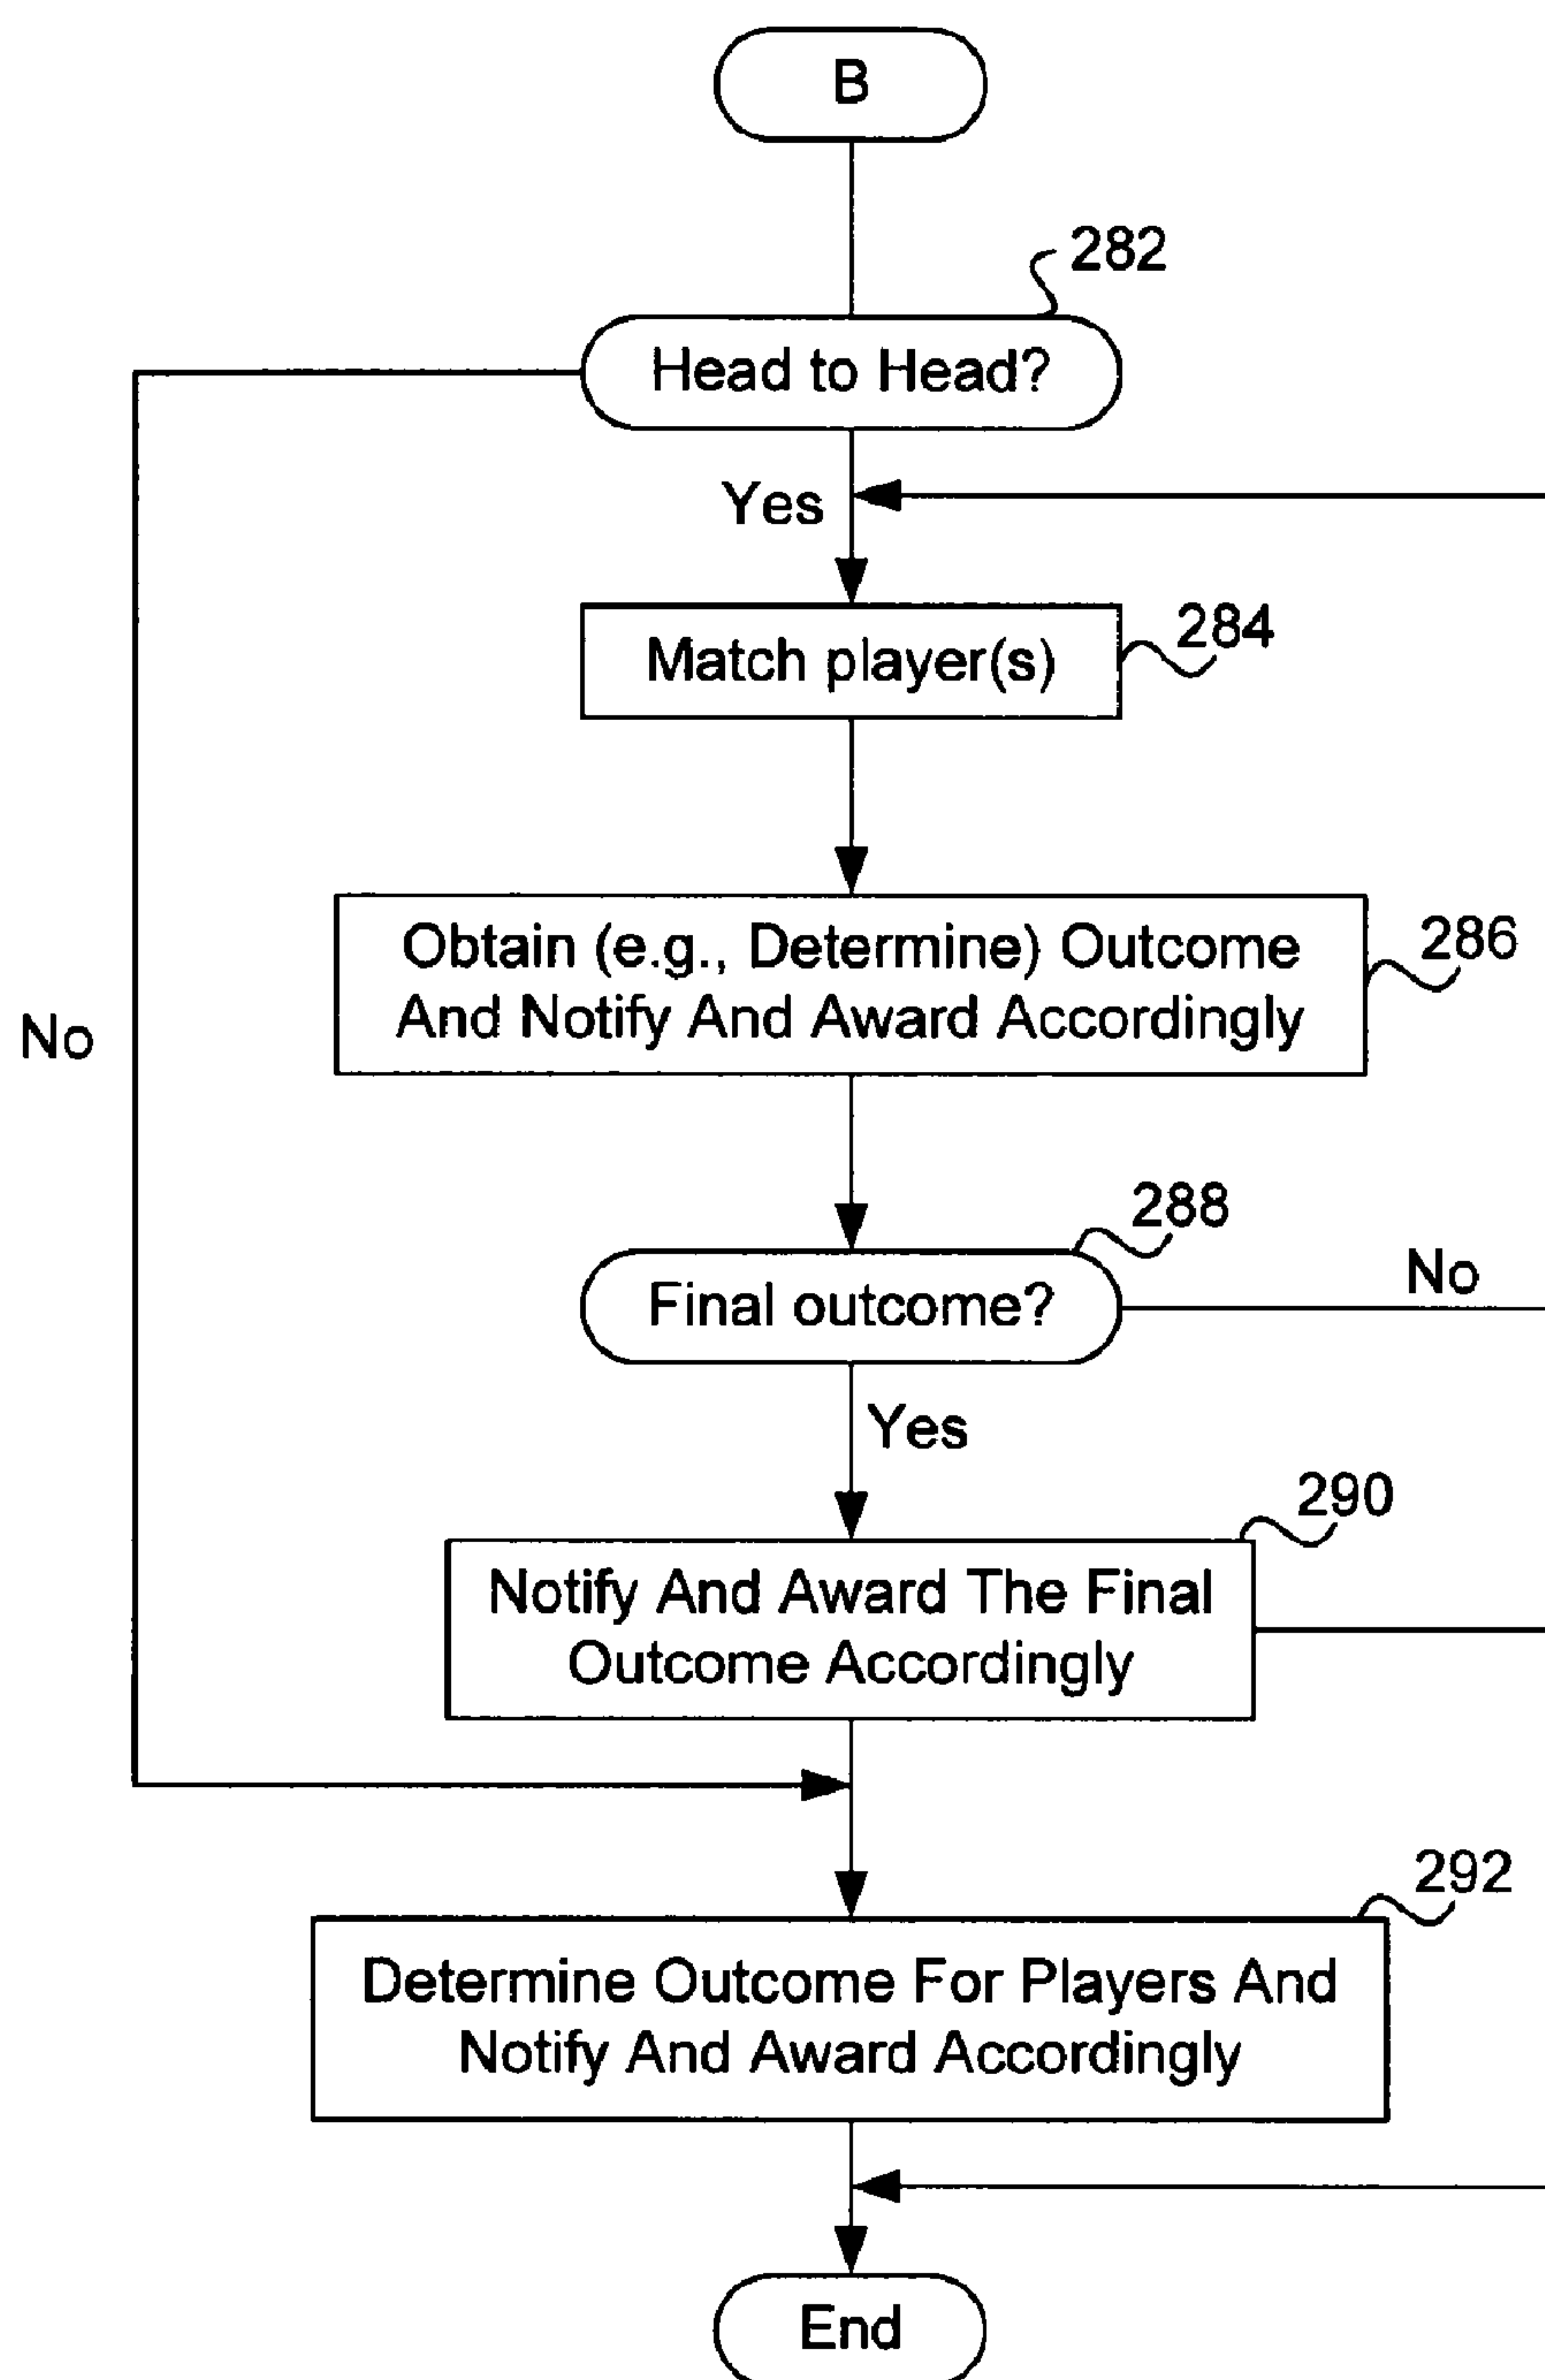 B
282
Head to Head?
Yes
284
Match player(s)
286
Obtain (e.g., Determine) Outcome
And Notify And Award Accordingly
No
288
Final outcome?
No
Yes
290
Notify And Award The Final
Outcome Accordingly
292
Determine Outcome For Players And
Notify And Award Accordingly
End